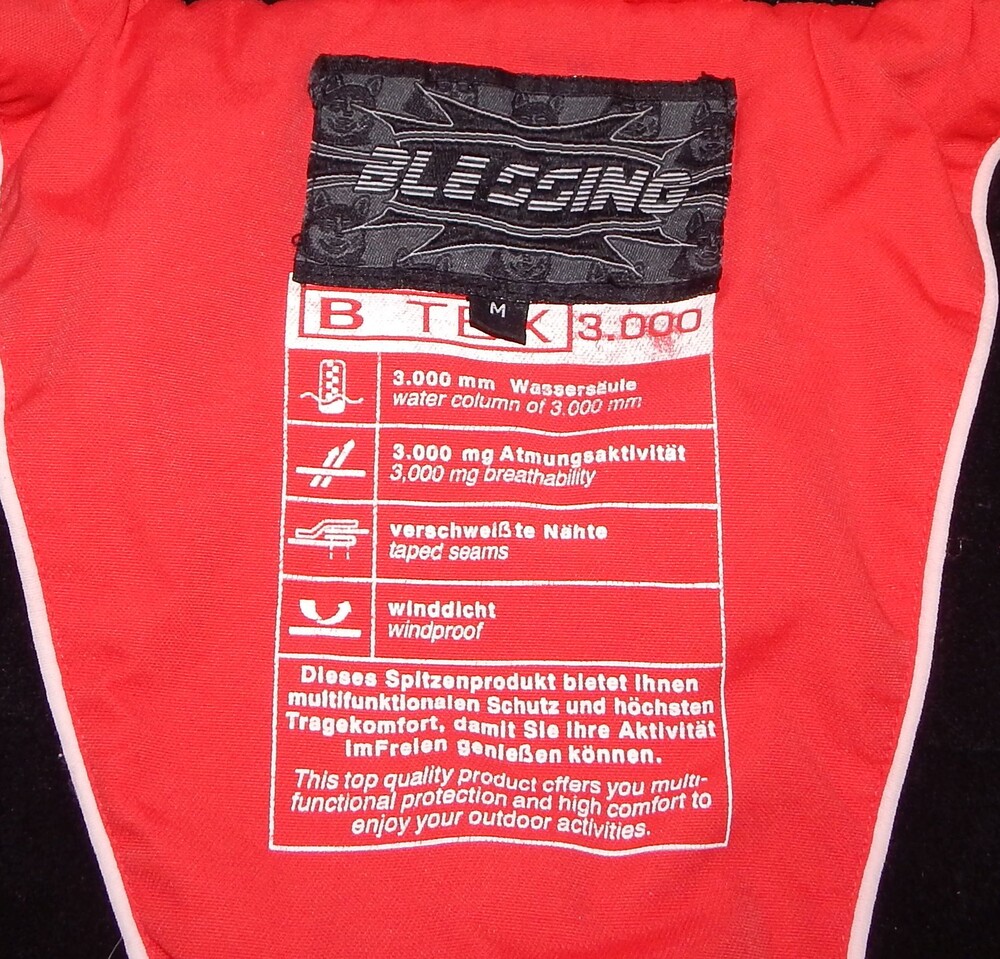 BLESSING
M
B TEK 3.000
3.000 mm Wassersäule
water column of 3.000 mm
3.000 mg Atmungsaktivität
3,000 mg breathability
verschweißte Nähte
taped seams
winddicht
windproof
Dieses Spitzenprodukt bietet Ihnen
multifunktionalen Schutz und höchsten
Tragekomfort, damit Sie Ihre Aktivität
imFreien genießen können.
This top quality product offers you multi-
functional protection and high comfort to
enjoy your outdoor activities.